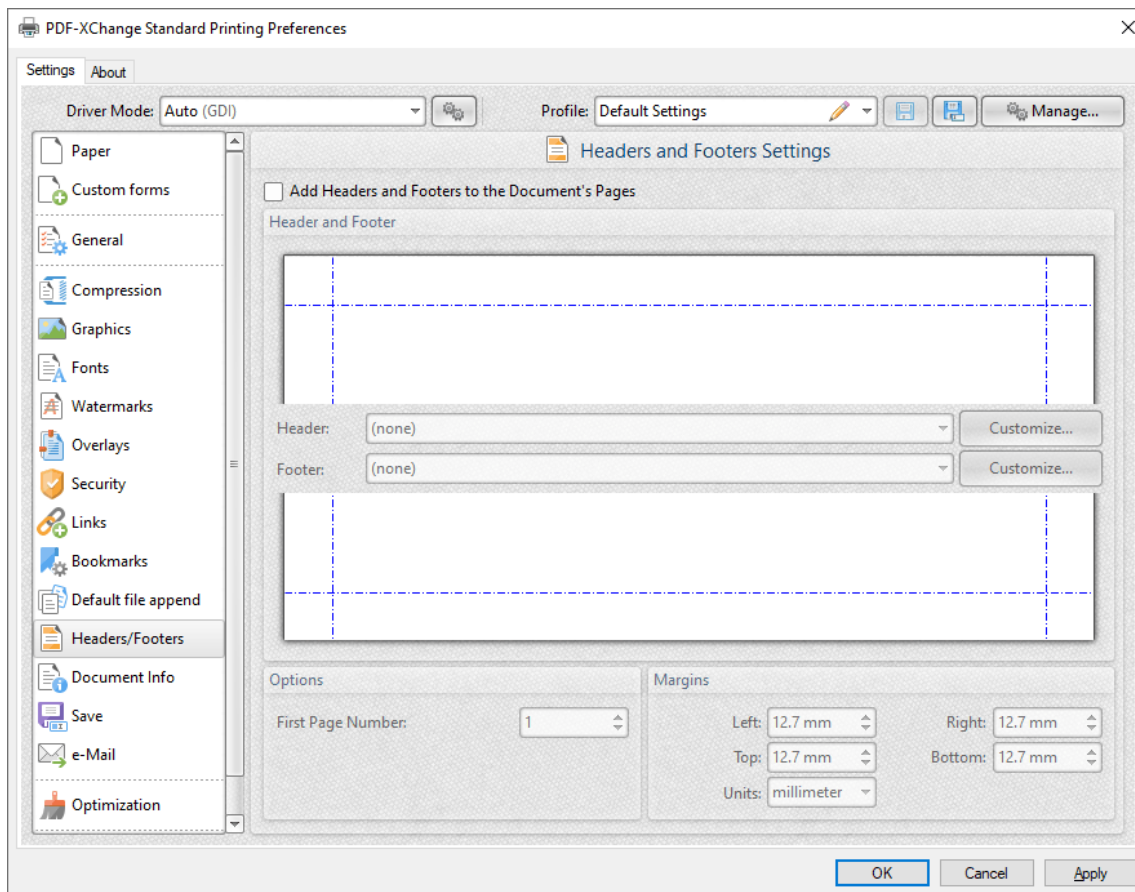 PDF-XChange Standard Printing Preferences
Settings About
Driver Mode: Auto (GDI) Profile: Default Settings Manage...
Paper
Custom forms
General
Compression
Graphics
Fonts
Watermarks
Overlays
Security
Links
Bookmarks
Default file append
Headers/Footers
Document Info
Save
e-Mail
Optimization
Headers and Footers Settings
Add Headers and Footers to the Document's Pages
Header and Footer
Header: (none) Customize...
Footer: (none) Customize...
Options
First Page Number: 1
Margins
Left: 12.7 mm Right: 12.7 mm
Top: 12.7 mm Bottom: 12.7 mm
Units: millimeter
OK Cancel Apply